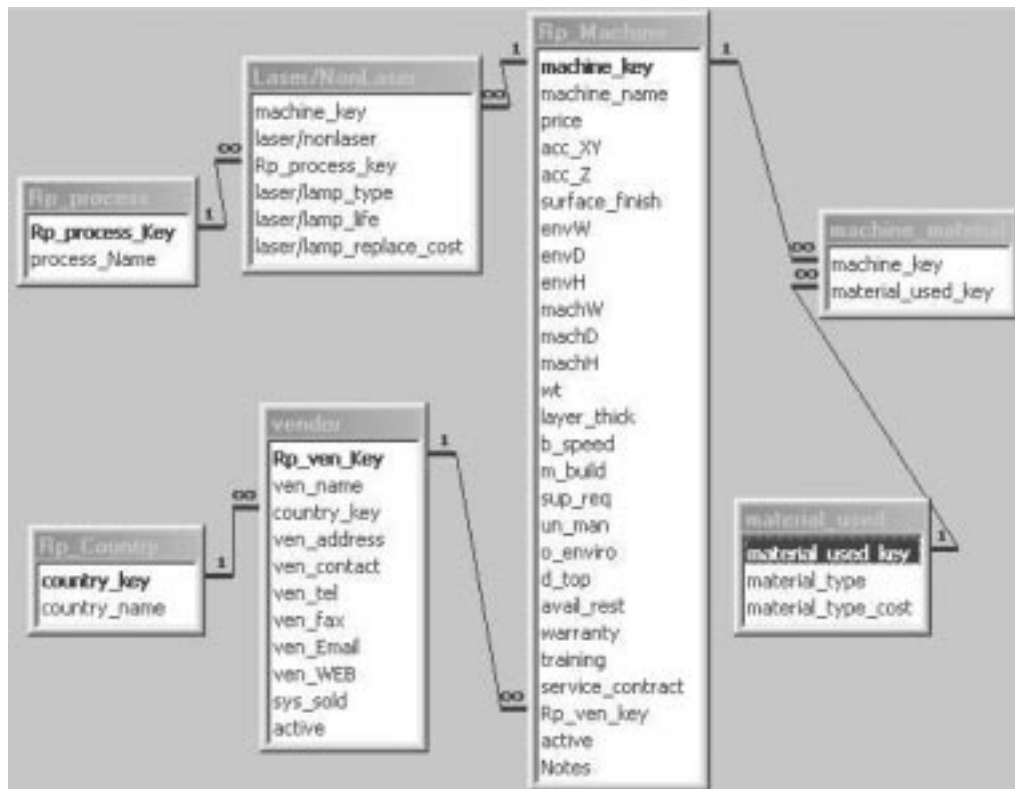 Rp_process
Rp_process_Key
process_Name
Laser/NonLaser
machine_key
laser/nonlaser
Rp_process_key
laser/lamp_type
laser/lamp_life
laser/lamp_replace_cost
Rp_Country
country_key
country_name
vendor
Rp_ven_Key
ven_name
country_key
ven_address
ven_contact
ven_tel
ven_fax
ven_Email
ven_WEB
sys_sold
active
Rp_Machine
machine_key
machine_name
price
acc_XY
acc_Z
surface_finish
envW
envD
envH
machW
machD
machH
wt
layer_thick
b_speed
m_build
sup_req
un_man
o_enviro
d_top
avail_rest
warranty
training
service_contract
Rp_ven_key
active
Notes
machine_material
machine_key
material_used_key
material_used
material_used_key
material_type
material_type_cost
1
∞
1
∞
1
∞
1
∞
1
∞
∞
1